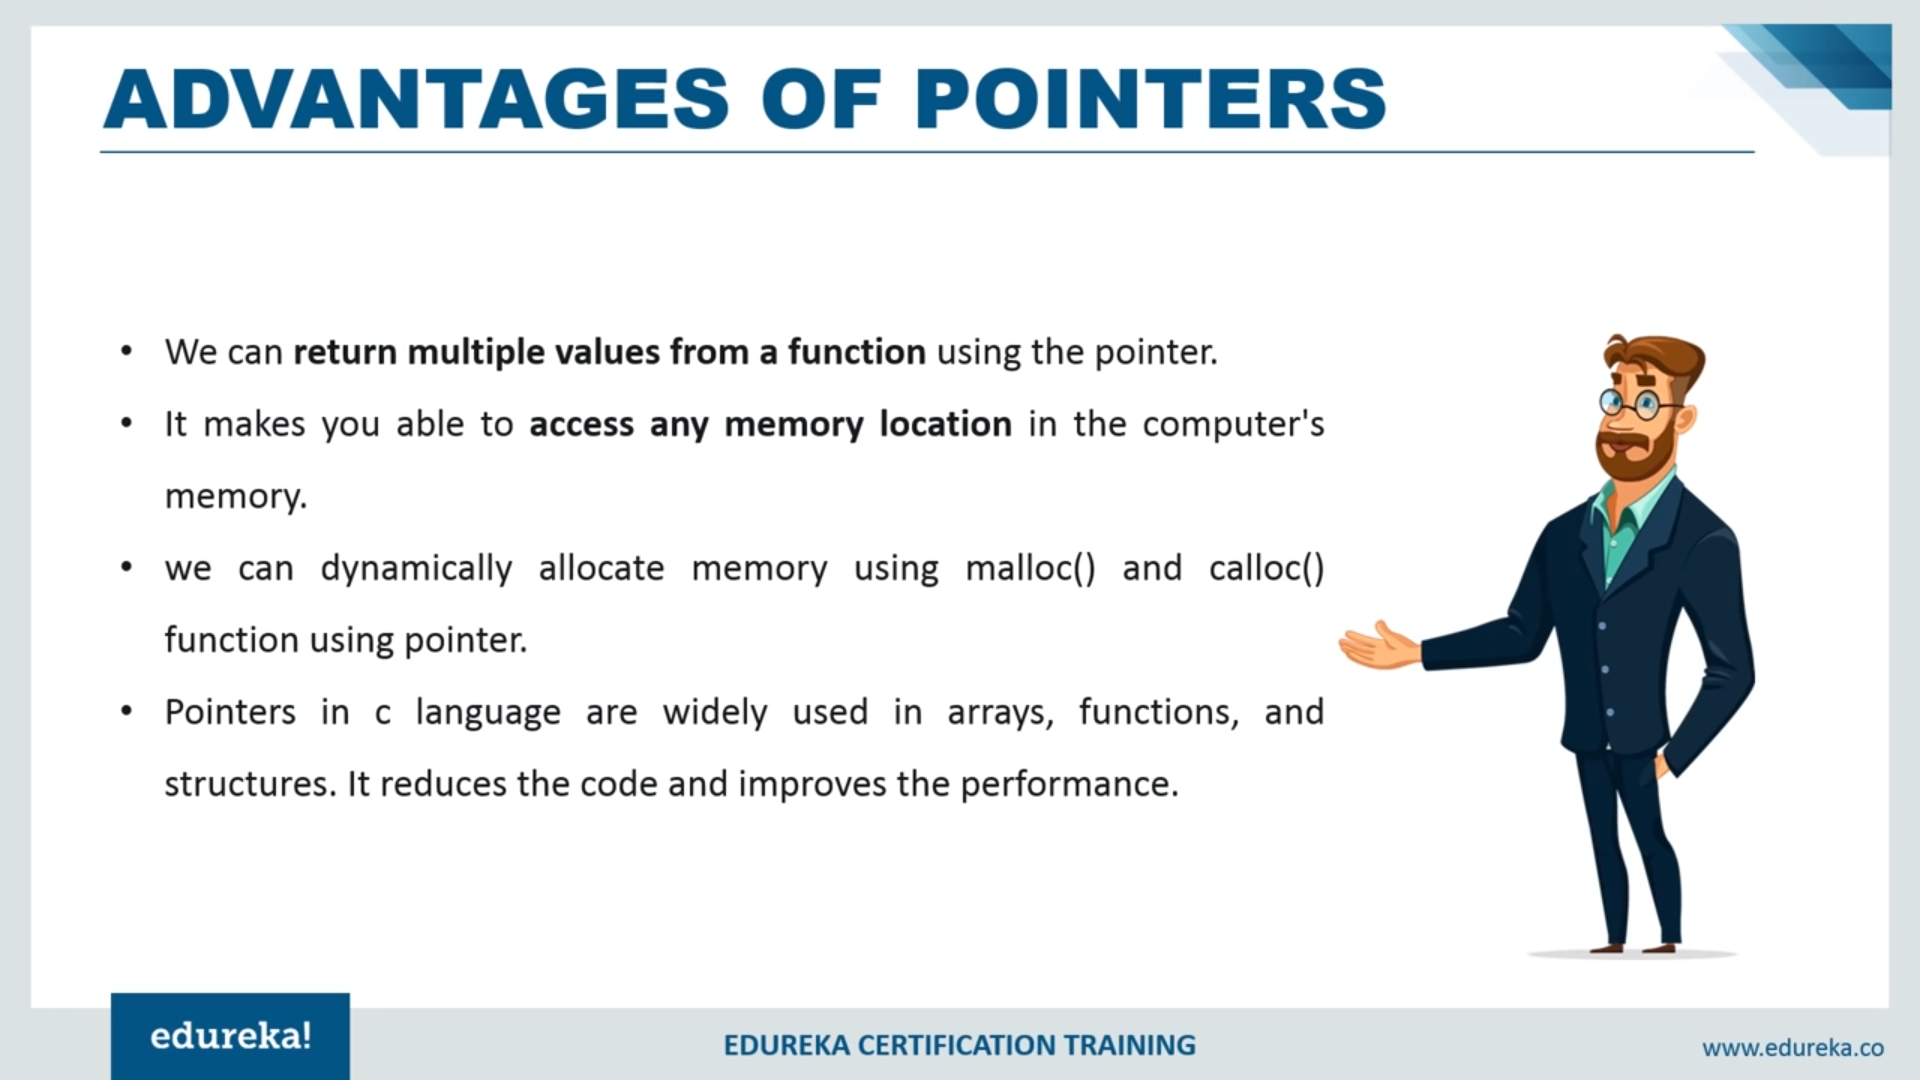 ADVANTAGES OF POINTERS
• We can return multiple values from a function using the pointer.
• It makes you able to access any memory location in the computer's
memory.
• we can dynamically allocate memory using malloc() and calloc()
function using pointer.
• Pointers in c language are widely used in arrays, functions, and
structures. It reduces the code and improves the performance.
edureka!
EDUREKA CERTIFICATION TRAINING
www.edureka.co